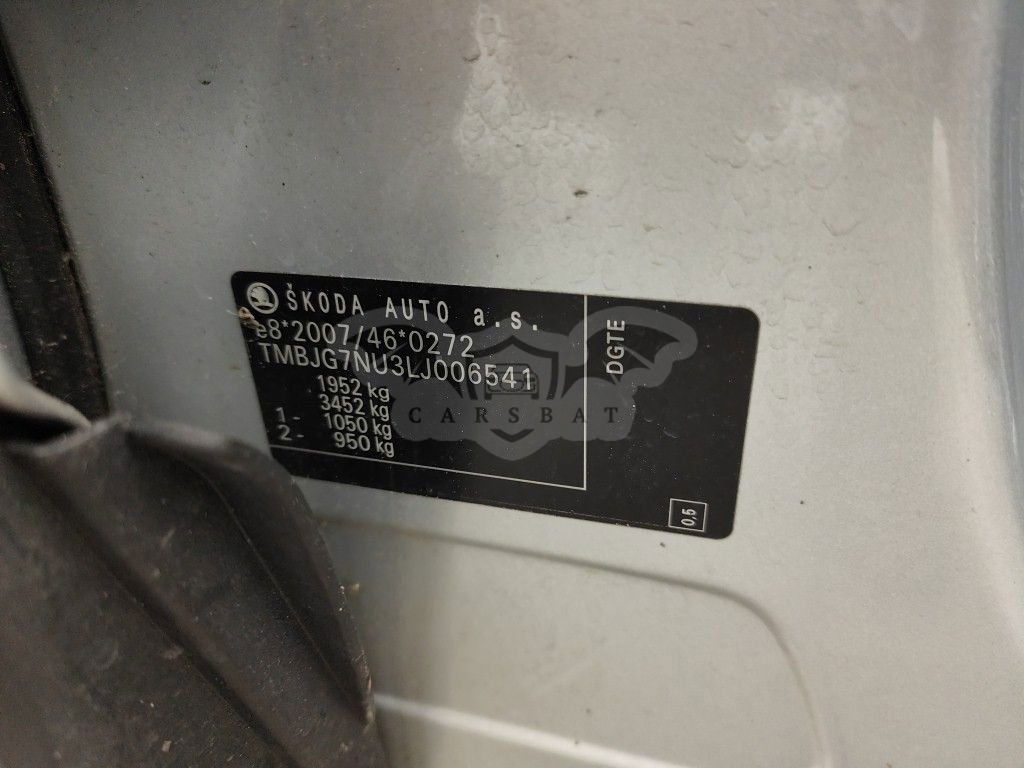 ŠKODA AUTO a.s.
e8*2007/46*0272
TMBJG7NU3LJ006541
1952 kg
3452 kg
1- 1050 kg
2- 950 kg
DGTE
0,5
CARSBAT